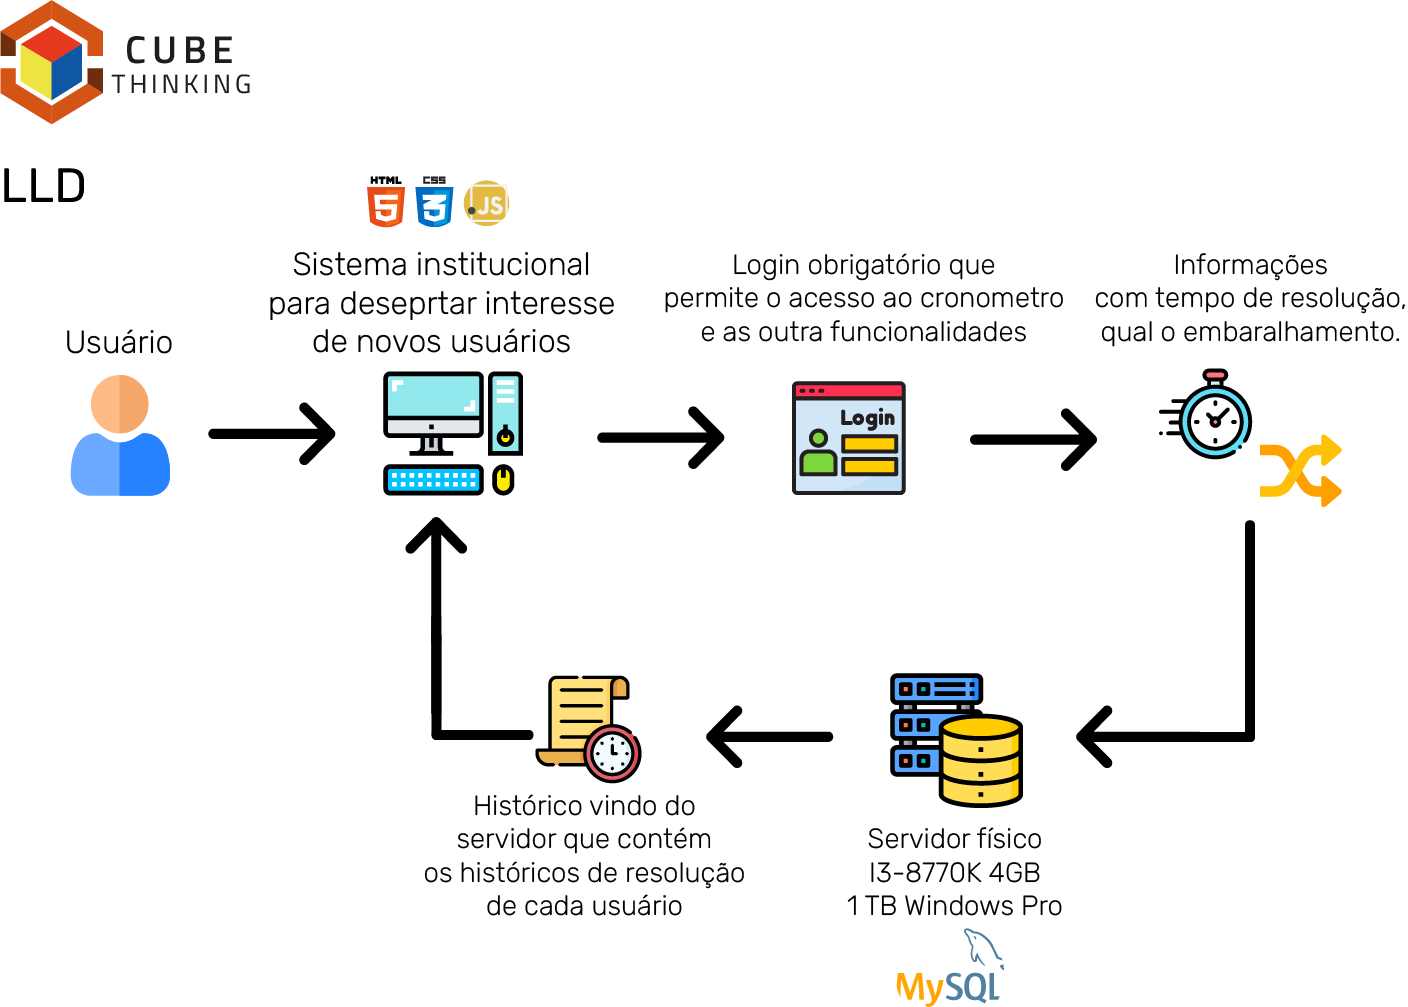 CUBE
THINKING
LLD
HTML
5
CSS
3
JS
Usuário
Sistema institucional
para deseprtar interesse
de novos usuários
Login obrigatório que
permite o acesso ao cronometro
e as outra funcionalidades
Login
Informações
com tempo de resolução,
qual o embaralhamento.
Histórico vindo do
servidor que contém
os históricos de resolução
de cada usuário
Servidor físico
I3-8770K 4GB
1 TB Windows Pro
MySQL